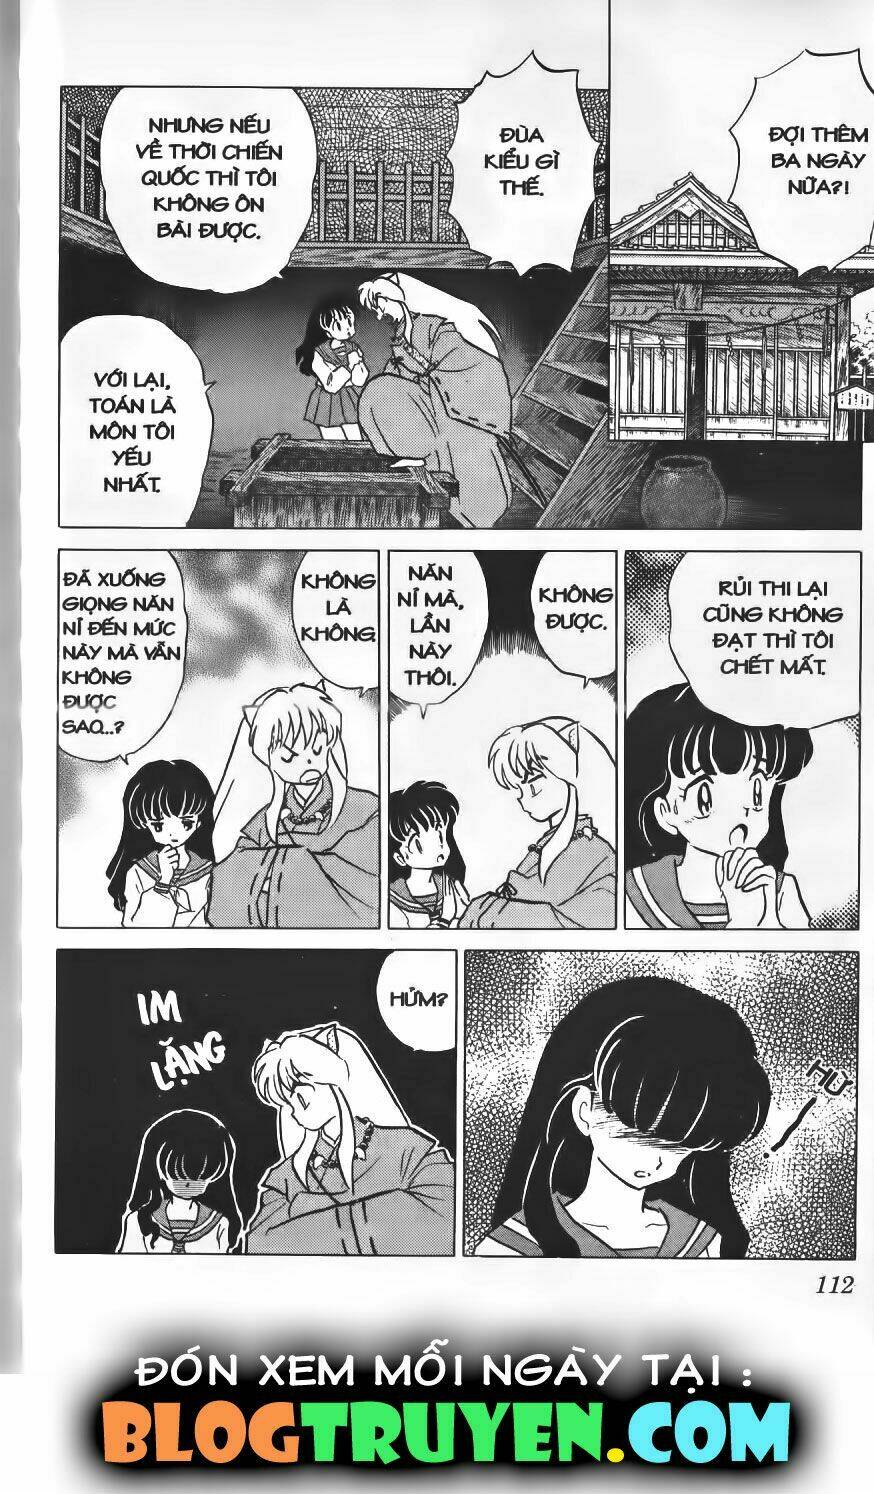 ĐỢI THÊM
BA NGÀY
NỮA?!
ĐÙA
KIỂU GÌ
THẾ.
NHƯNG NẾU
VỀ THỜI CHIẾN
QUỐC THÌ TÔI
KHÔNG ÔN
BÀI ĐƯỢC.
VỚI LẠI,
TOÁN LÀ
MÔN TÔI
YẾU
NHẤT.
RỦI THI LẠI
CŨNG KHÔNG
ĐẠT THÌ TÔI
CHẾT MẤT.
KHÔNG
ĐƯỢC.
NĂN
NỈ MÀ,
LẦN
NÀY
THÔI.
KHÔNG
LÀ
KHÔNG.
ĐÃ XUỐNG
GIỌNG NĂN
NỈ ĐẾN MỨC
NÀY MÀ VẪN
KHÔNG
ĐƯỢC
SAO...?
HỪ
HỬM?
IM
LẶNG
112
ĐÓN XEM MỖI NGÀY TẠI :
BLOGTRUYEN.COM